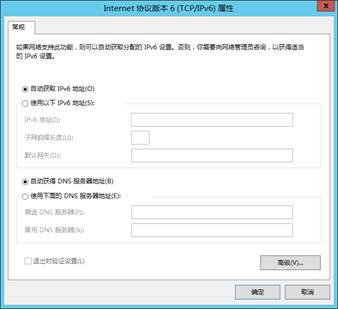 Internet 协议版本 6 (TCP/IPv6) 属性
常规
如果网络支持此功能，则可以自动获取分配的 IPv6 设置。否则，你需要向网络管理员咨询，以获得适当
的 IPv6 设置。
自动获取 IPv6 地址(O)
使用以下 IPv6 地址(S):
IPv6 地址(I):
子网前缀长度(U):
默认网关(D):
自动获得 DNS 服务器地址(B)
使用下面的 DNS 服务器地址(E):
首选 DNS 服务器(P):
备用 DNS 服务器(A):
退出时验证设置(L)
高级(V)...
确定
取消